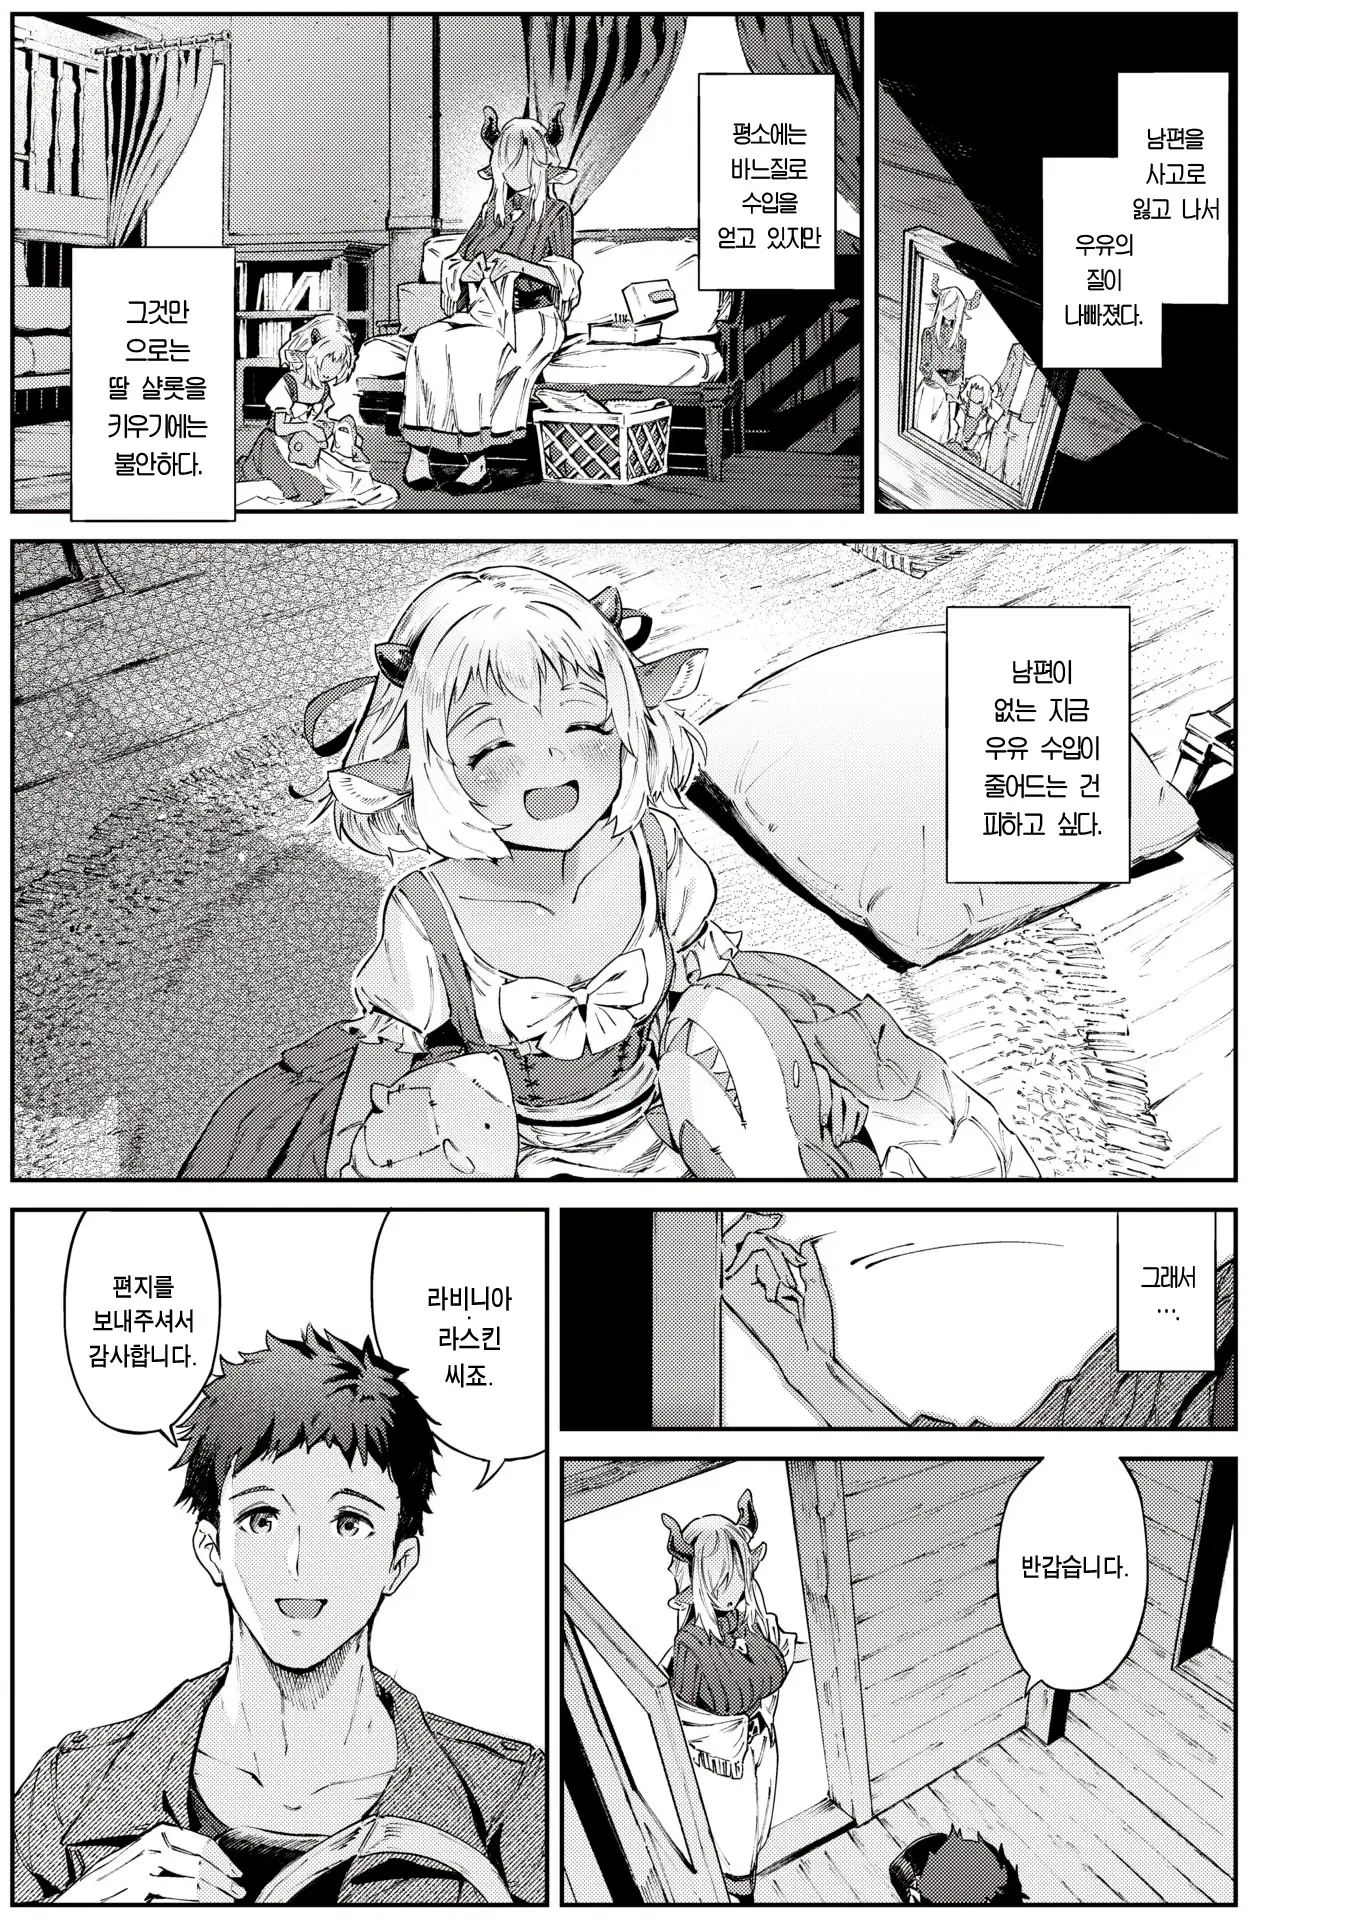 남편을
사고로
잃고 나서
우유의
질이
나빠졌다.
평소에는
바느질로
수입을
얻고 있지만
그것만
으로는
딸 샬롯을
키우기에는
불안하다.
남편이
없는 지금
우유 수입이
줄어드는 건
피하고 싶다.
그래서
···.
반갑습니다.
라비니아
·
라스킨
씨죠.
편지를
보내주셔서
감사합니다.